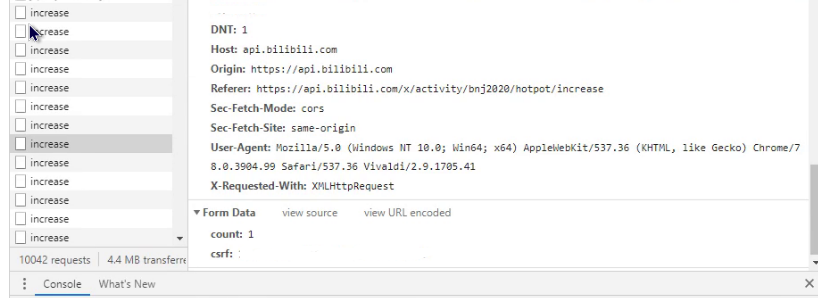 increase
increase
increase
increase
increase
increase
increase
increase
increase
increase
increase
increase
increase
10042 requests
4.4 MB transferre
DNT: 1
Host: api.bilibili.com
Origin: https://api.bilibili.com
Referer: https://api.bilibili.com/x/activity/bnj2020/hotpot/increase
Sec-Fetch-Mode: cors
Sec-Fetch-Site: same-origin
User-Agent: Mozilla/5.0 (Windows NT 10.0; Win64; x64) AppleWebKit/537.36 (KHTML, like Gecko) Chrome/7
8.0.3904.99 Safari/537.36 Vivaldi/2.9.1705.41
X-Requested-With: XMLHttpRequest
Form Data view source view URL encoded
count: 1
csrf:
Console What's New